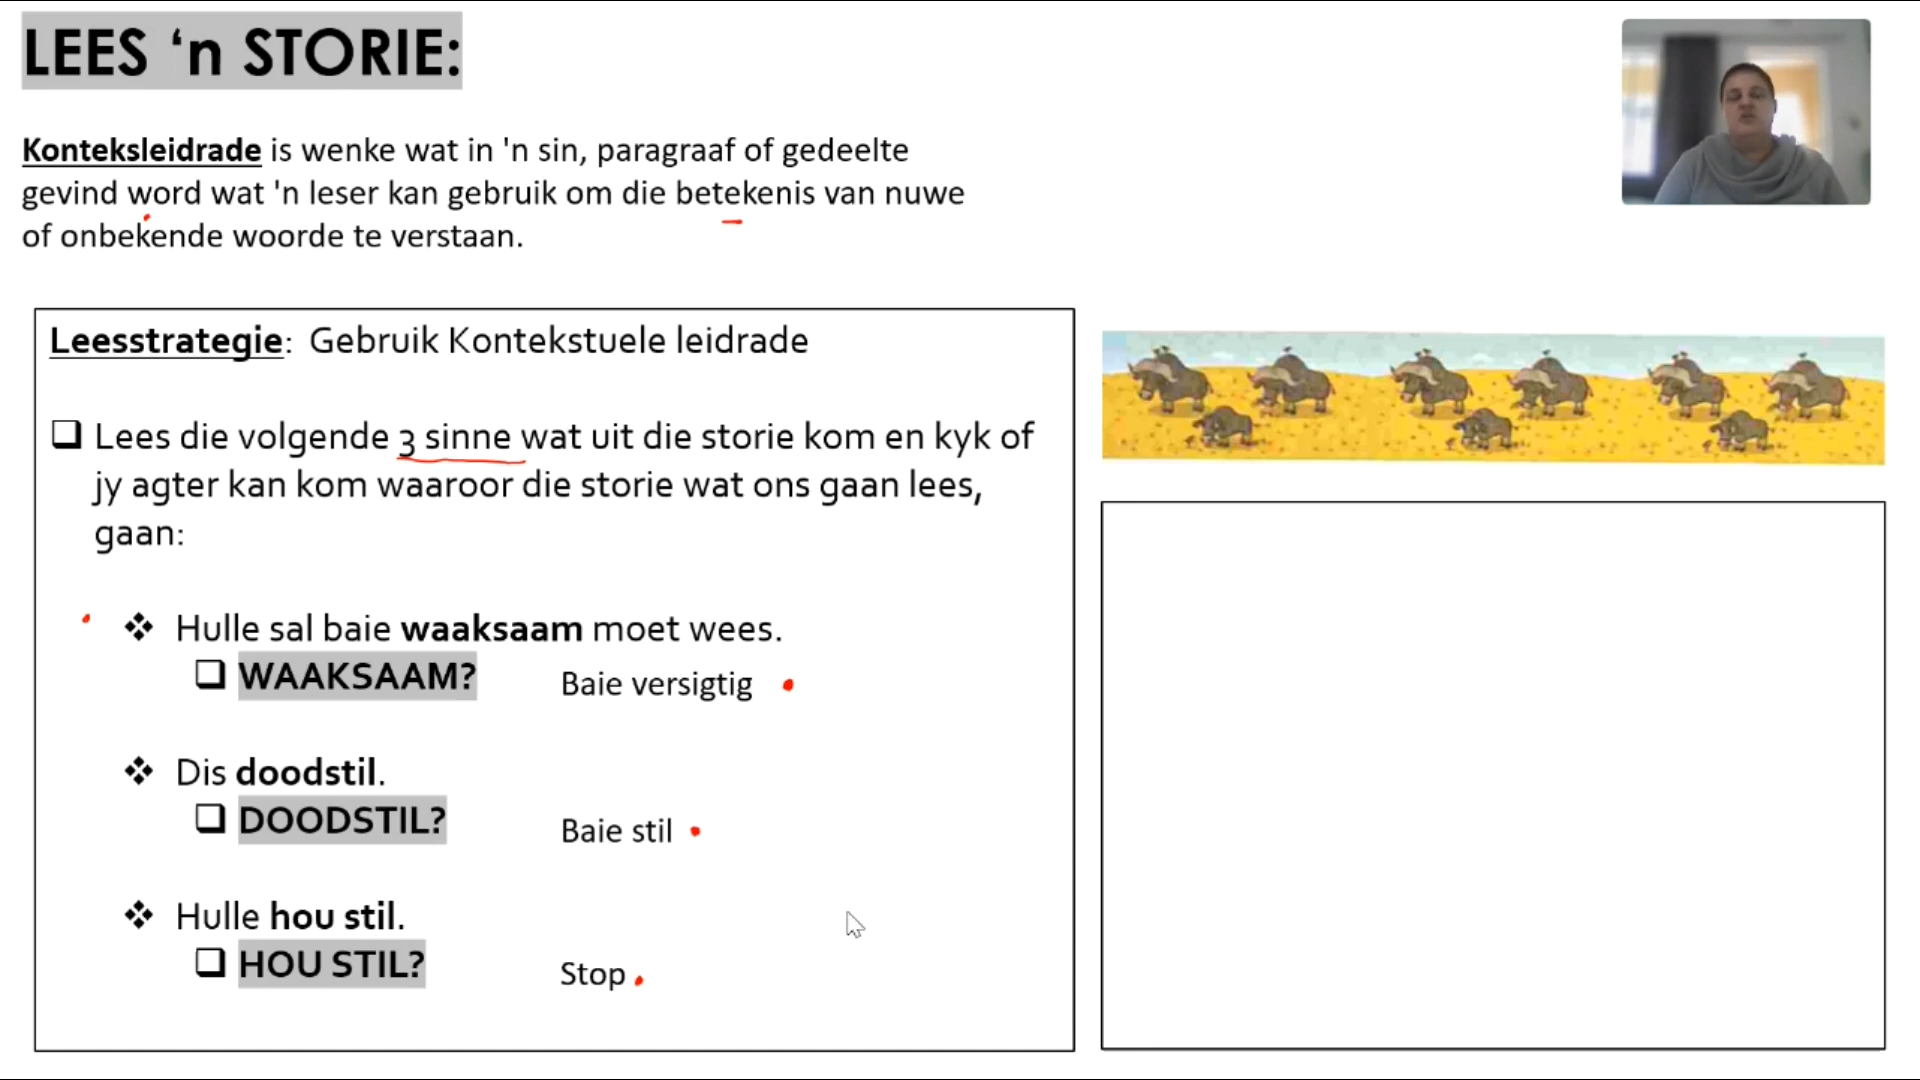 LEES ‘n STORIE:
Konteksleidrade is wenke wat in 'n sin, paragraaf of gedeelte
gevind word wat 'n leser kan gebruik om die betekenis van nuwe
of onbekende woorde te verstaan.
Leesstrategie: Gebruik Kontekstuele leidrade
Lees die volgende 3 sinne wat uit die storie kom en kyk of
jy agter kan kom waaroor die storie wat ons gaan lees,
gaan:
Hulle sal baie waaksaam moet wees.
WAAKSAAM? Baie versigtig
Dis doodstil.
DOODSTIL? Baie stil
Hulle hou stil.
HOU STIL? Stop